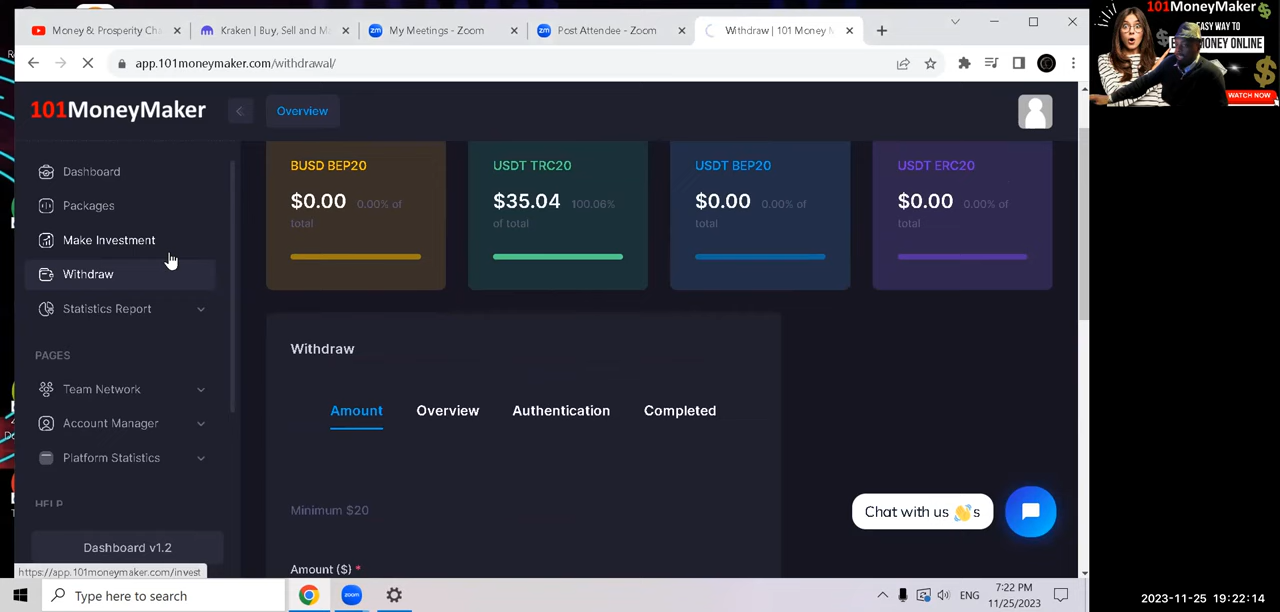 Money & Prosperity Cha
Kraken | Buy, Sell and M
My Meetings - Zoom
Post Attendee - Zoom
Withdraw | 101 Money M
app.101moneymaker.com/withdrawal/
101MoneyMaker
Overview
Dashboard
Packages
Make Investment
Withdraw
Statistics Report
PAGES
Team Network
Account Manager
Platform Statistics
HELP
Dashboard v1.2
https://app.101moneymaker.com/invest
BUSD BEP20
$0.00 0.00% of
total
USDT TRC20
$35.04 100.06%
of total
USDT BEP20
$0.00 0.00% of
total
USDT ERC20
$0.00 0.00% of
total
Withdraw
Amount Overview Authentication Completed
Minimum $20
Amount ($) *
Chat with us 👋s
Type here to search
zoom
ENG
7:22 PM
11/25/2023
101MoneyMaker
EASY WAY TO
MONEY ONLINE
WATCH NOW
2023-11-25 19:22:14